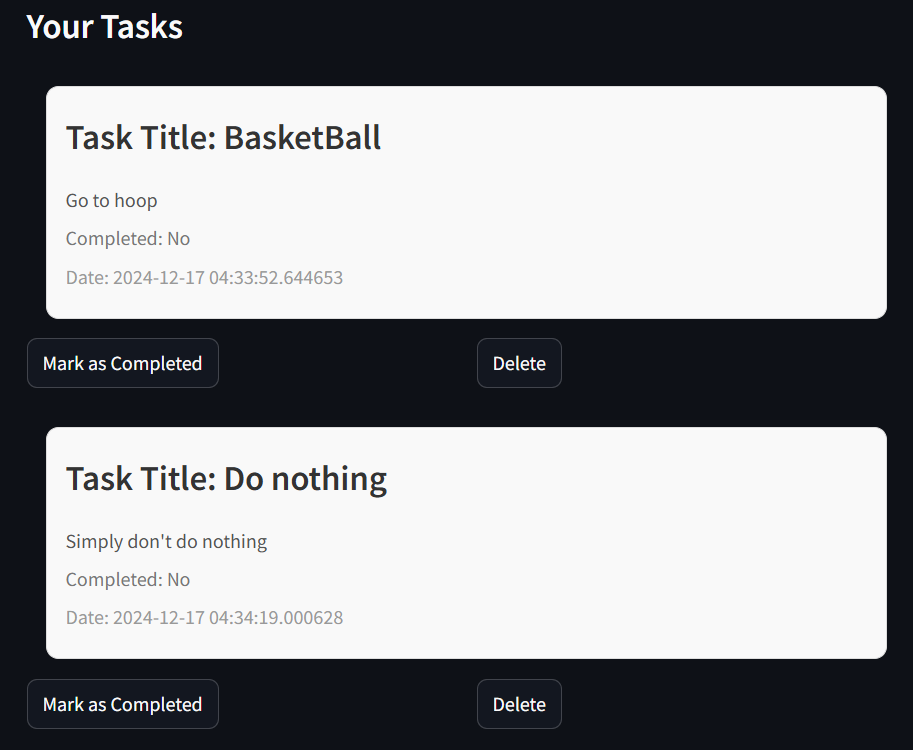 Your Tasks
Task Title: BasketBall
Go to hoop
Completed: No
Date: 2024-12-17 04:33:52.644653
Mark as Completed
Delete
Task Title: Do nothing
Simply don't do nothing
Completed: No
Date: 2024-12-17 04:34:19.000628
Mark as Completed
Delete